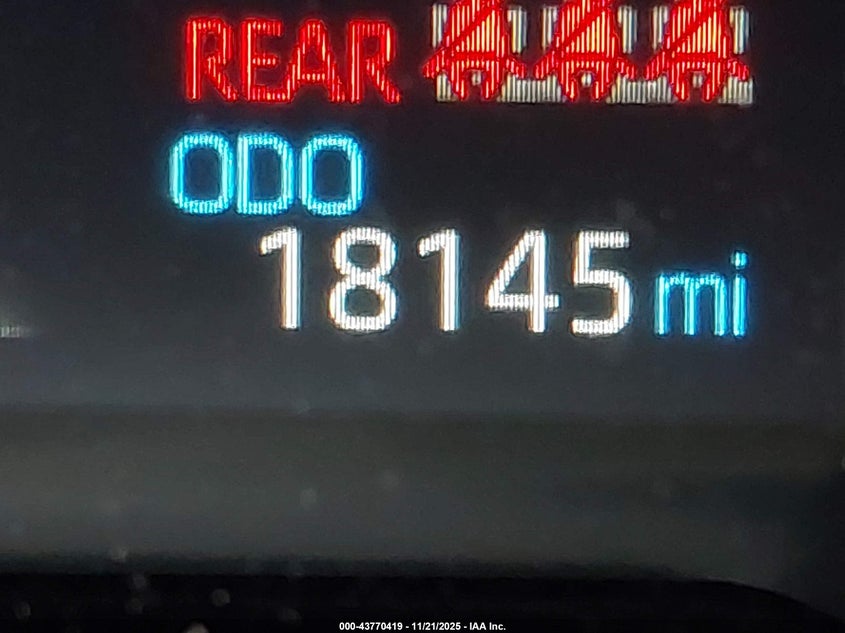 REAR
ODO
18145 mi
000-43770419 - 11/21/2025 - IAA Inc.